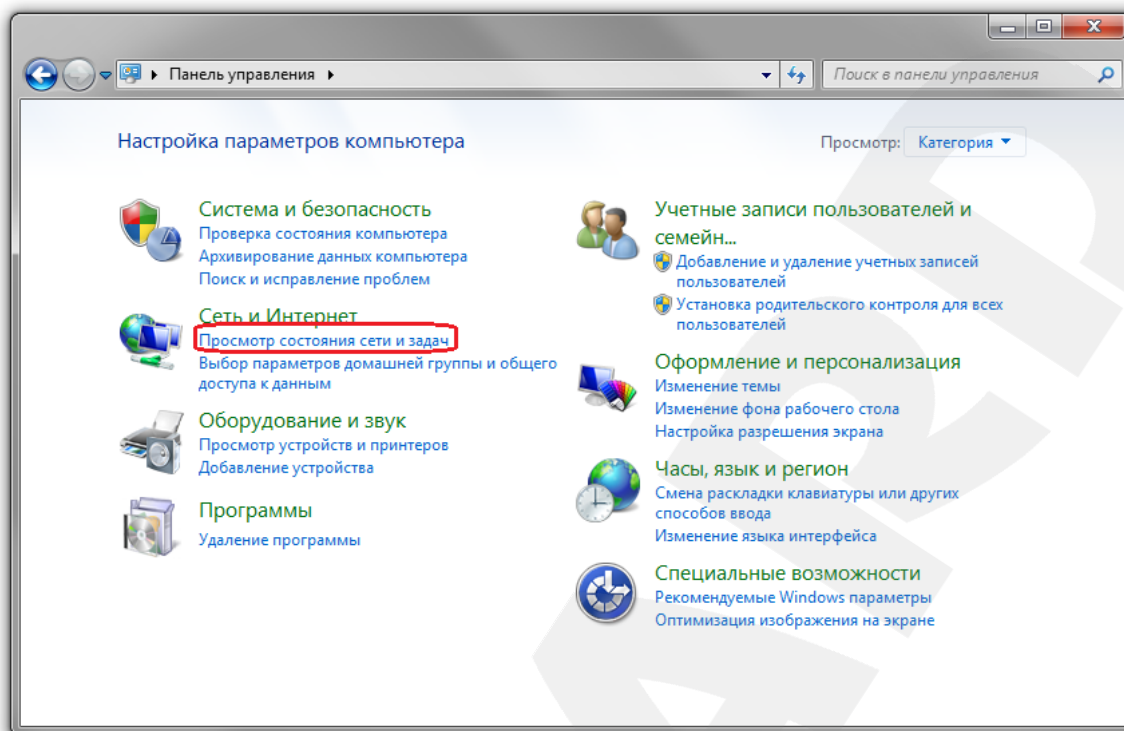 Панель управления
Поиск в панели управления
Настройка параметров компьютера
Просмотр: Категория
Система и безопасность
Проверка состояния компьютера
Архивирование данных компьютера
Поиск и исправление проблем
Сеть и Интернет
Просмотр состояния сети и задач
Выбор параметров домашней группы и общего
доступа к данным
Оборудование и звук
Просмотр устройств и принтеров
Добавление устройства
Программы
Удаление программы
Учетные записи пользователей и
семейн...
Добавление и удаление учетных записей
пользователей
Установка родительского контроля для всех
пользователей
Оформление и персонализация
Изменение темы
Изменение фона рабочего стола
Настройка разрешения экрана
Часы, язык и регион
Смена раскладки клавиатуры или других
способов ввода
Изменение языка интерфейса
Специальные возможности
Рекомендуемые Windows параметры
Оптимизация изображения на экране